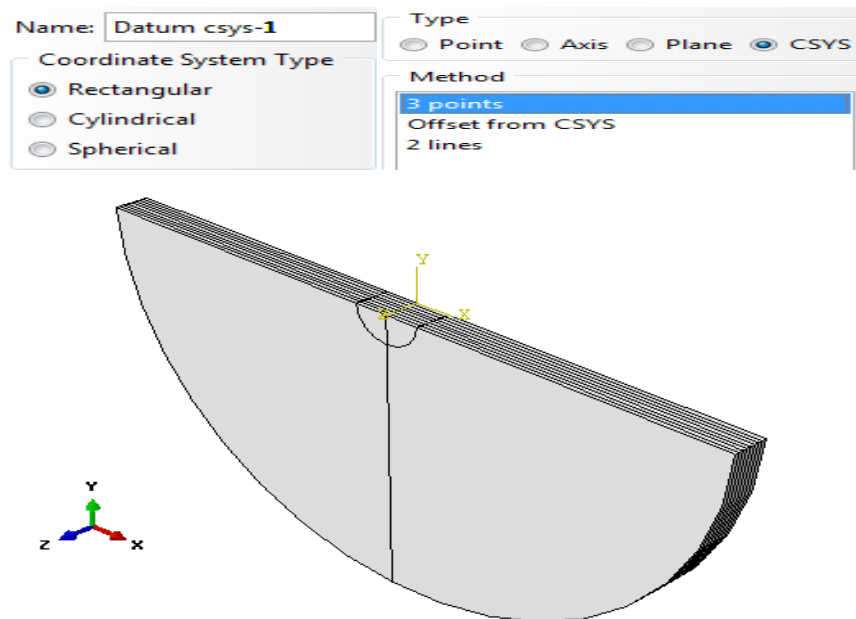 Name: Datum csys-1
Coordinate System Type
Rectangular
Cylindrical
Spherical
Type
Point Axis Plane CSYS
Method
3 points
Offset from CSYS
2 lines
Y
Z X
Y
Z X